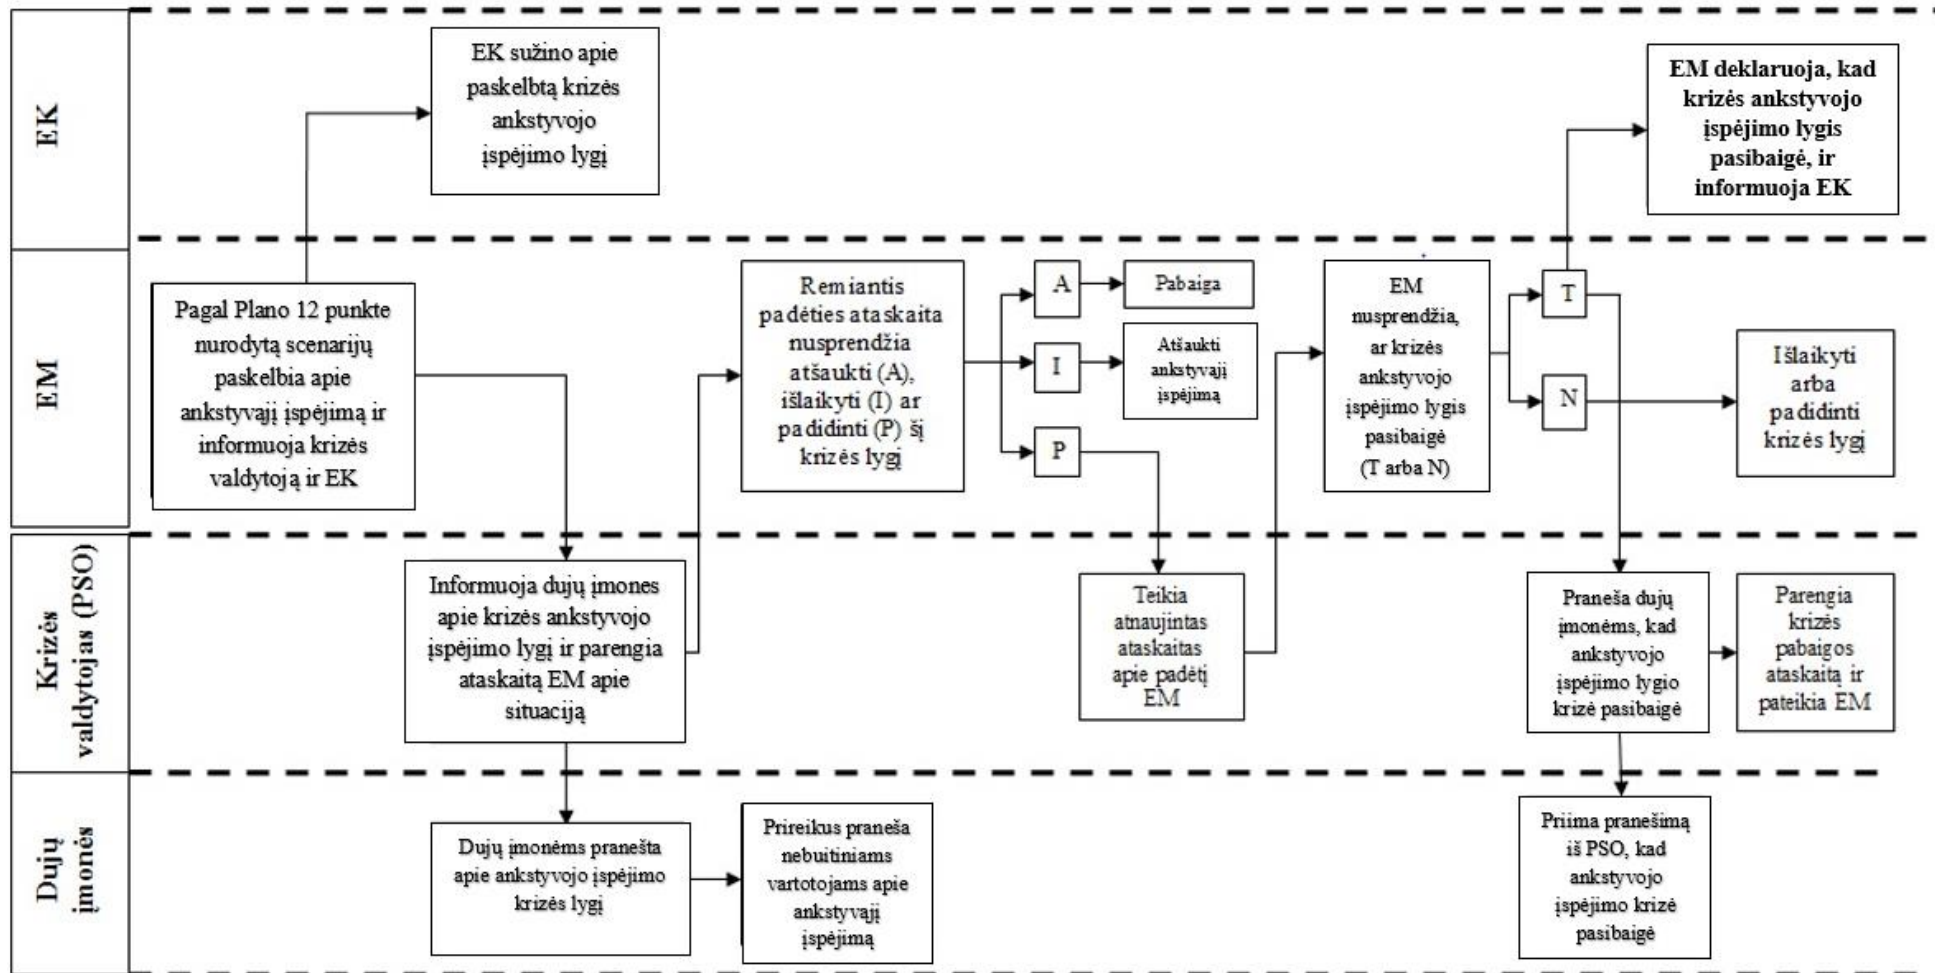 EK
EK sužino apie
paskelbtą krizės
ankstyvojo
įspėjimo lygį
EM deklaruoja, kad
krizės ankstyvojo
įspėjimo lygis
pasibaigė, ir
informuoja EK
EM
Pagal Plano 12 punkte
nurodytą scenarijų
paskelbia apie
ankstyvąjį įspėjimą ir
informuoja krizės
valdytoją ir EK
Remiantis
padėties ataskaita
nusprendžia
atšaukti (A),
išlaikyti (I) ar
padidinti (P) šį
krizės lygį
A
Pabaiga
I
Atšaukti
ankstyvąjį
įspėjimą
P
EM
nusprendžia,
ar krizės
ankstyvojo
įspėjimo lygis
pasibaigė
(T arba N)
T
N
Išlaikyti
arba
padidinti
krizės lygį
Krizės
valdytojas (PSO)
Informuoja dujų įmones
apie krizės ankstyvojo
įspėjimo lygį ir parengia
ataskaitą EM apie
situaciją
Teikia
atnaujintas
ataskaitas
apie padėtį
EM
Praneša dujų
įmonėms, kad
ankstyvojo
įspėjimo lygio
krizė pasibaigė
Parengia
krizės
pabaigos
ataskaitą ir
pateikia EM
Dujų
įmonės
Dujų įmonėms pranešta
apie ankstyvojo įspėjimo
krizės lygį
Prireikus praneša
nebuitiniams
vartotojams apie
ankstyvąjį
įspėjimą
Priima pranešimą
iš PSO, kad
ankstyvojo
įspėjimo krizė
pasibaigė